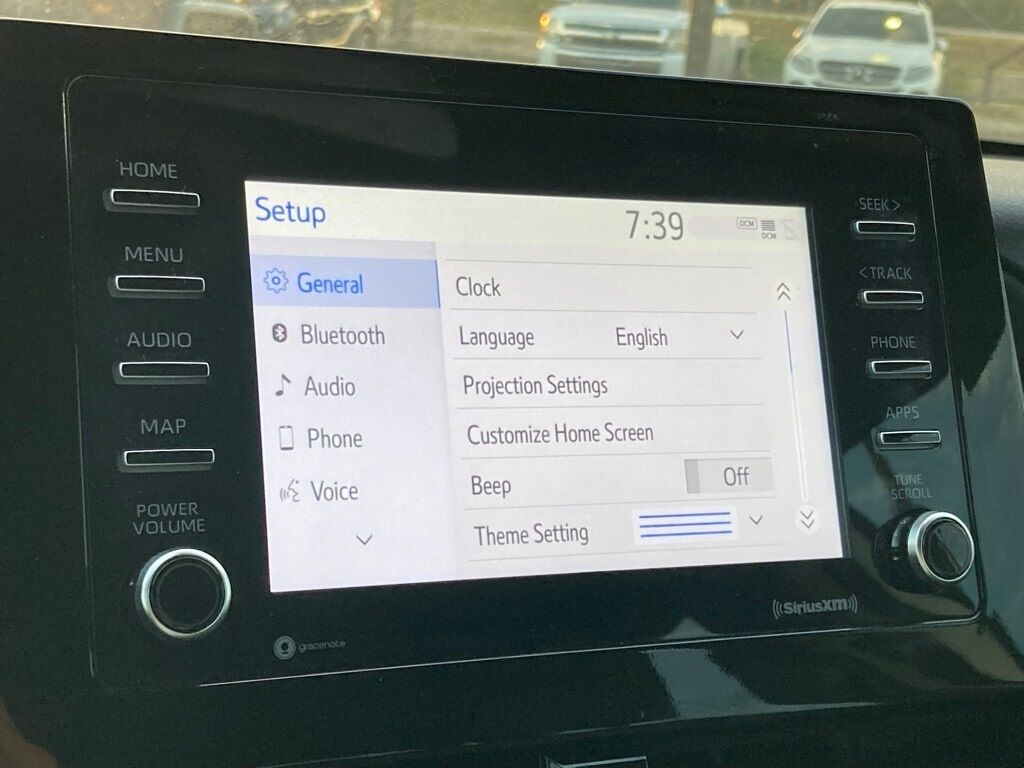 HOME
MENU
AUDIO
MAP
POWER
VOLUME
Setup
7:39
DCM
DCM
General
Bluetooth
Audio
Phone
Voice
Clock
Language English
Projection Settings
Customize Home Screen
Beep Off
Theme Setting
SEEK>
<TRACK
PHONE
APPS
TUNE
SCROLL
gracenote
SiriusXM